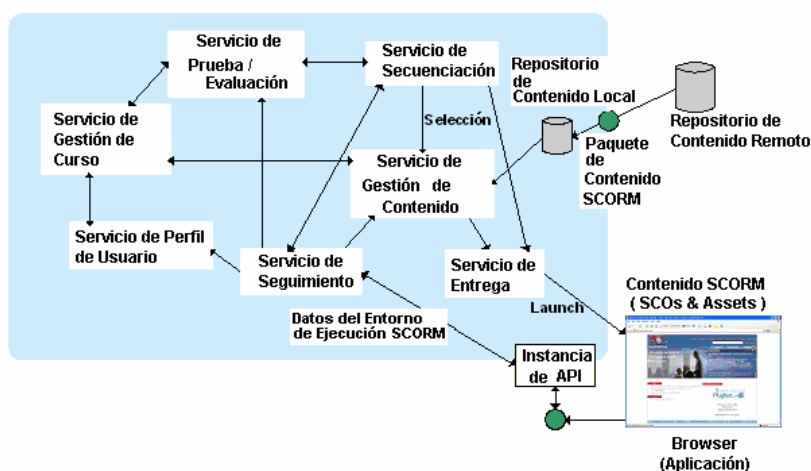 Servicio de
Prueba /
Evaluación
Servicio de
Secuenciación
Repositorio
de
Contenido Local
Repositorio de
Contenido Remoto
Servicio de
Gestión de
Curso
Selección
Paquete
de
Contenido
SCORM
Servicio de
Gestión de
Contenido
Servicio de Perfil
de Usuario
Servicio de
Seguimiento
Servicio de
Entrega
Contenido SCORM
( SCOs & Assets )
Launch
Datos del Entorno
de Ejecución SCORM
Instancia
de API
Browser
(Aplicación)